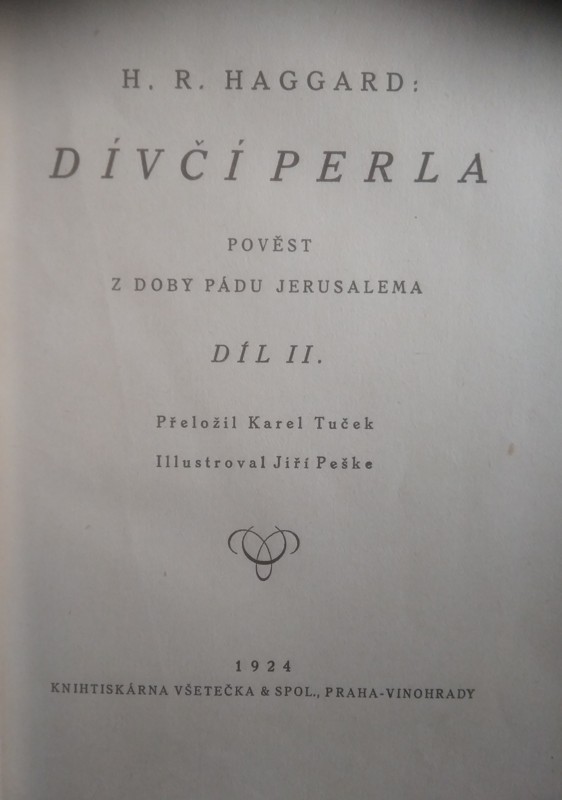 H. R. HAGGARD:
DÍVČÍ PERLA
POVĚST
Z DOBY PÁDU JERUSALEMA
DÍL II.
Přeložil Karel Tuček
Illustroval Jiří Peške
1924
KNIHTISKÁRNA VŠETEČKA & SPOL., PRAHA-VINOHRADY